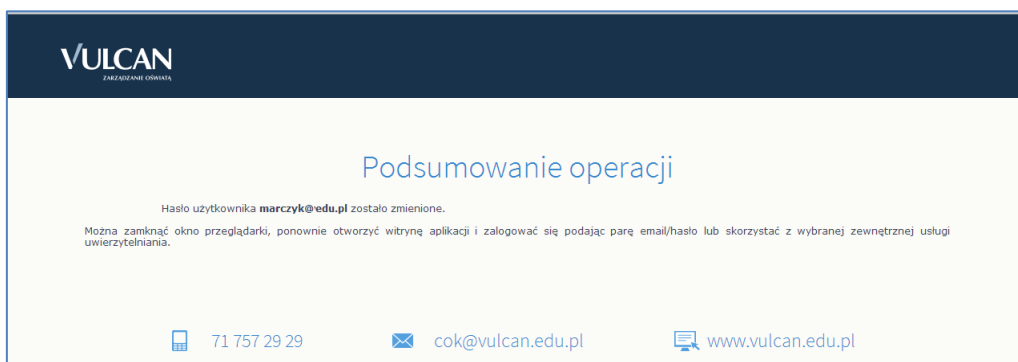 VULCAN
ZARZĄDZANIE OŚWIATĄ
Podsumowanie operacji
Hasło użytkownika marczyk@edu.pl zostało zmienione.
Można zamknąć okno przeglądarki, ponownie otworzyć witrynę aplikacji i zalogować się podając parę email/hasło lub skorzystać z wybranej zewnętrznej usługi
uwierzytelniania.
71 757 29 29 cok@vulcan.edu.pl www.vulcan.edu.pl